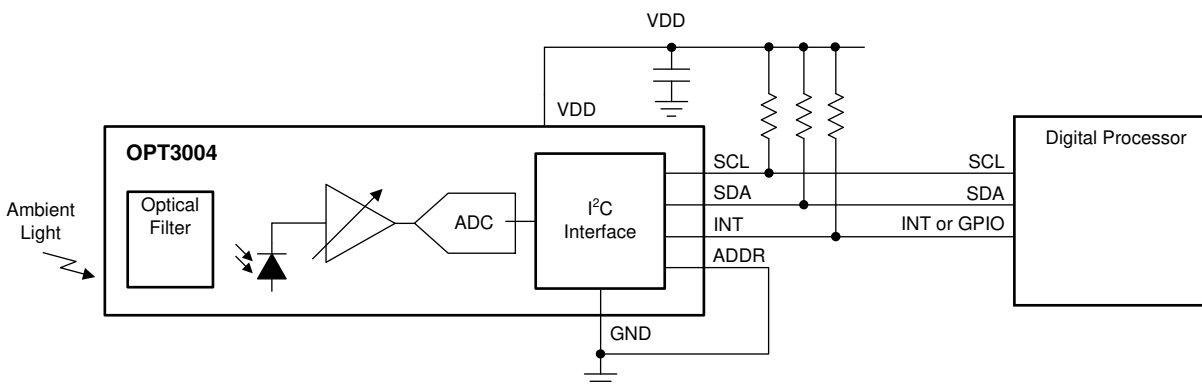 VDD
VDD
OPT3004
Digital Processor
Ambient
Light
Optical
Filter
ADC
I²C
Interface
SCL
SCL
SDA
SDA
INT
INT or GPIO
ADDR
GND